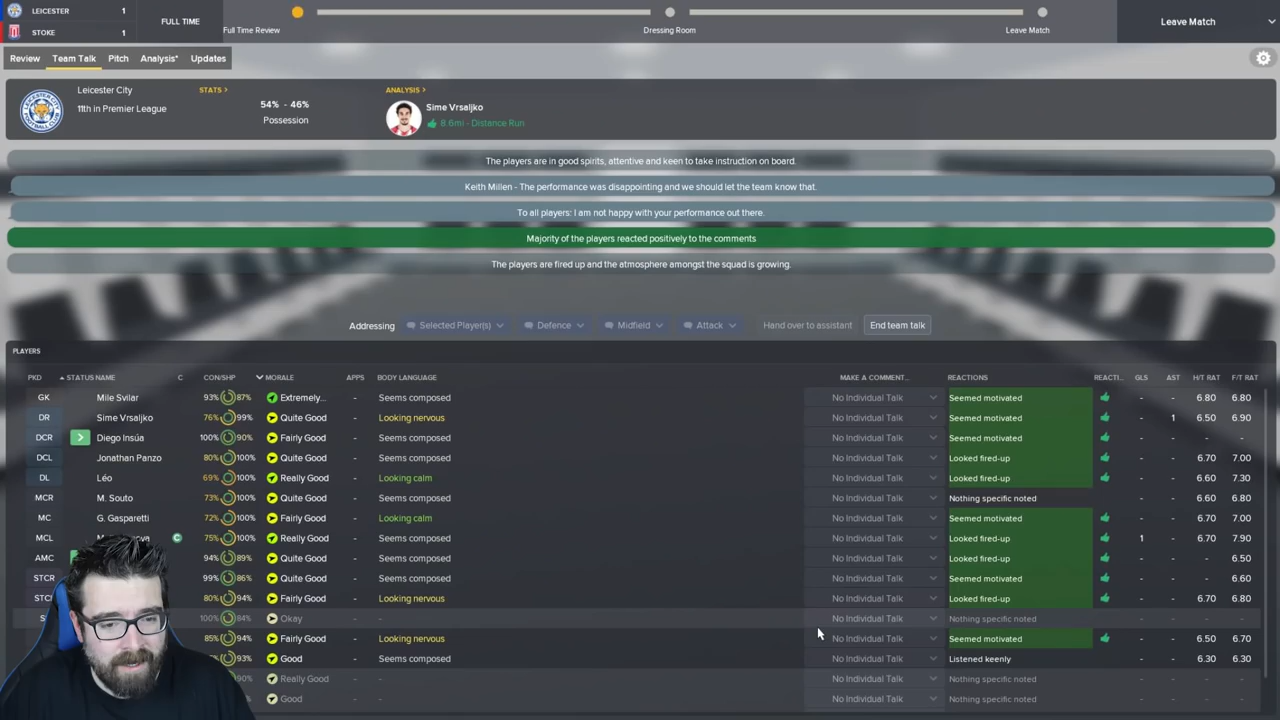 LEICESTER 1
STOKE 1
FULL TIME
Full Time Review
Dressing Room
Leave Match
Leave Match
Review Team Talk Pitch Analysis* Updates
Leicester City
11th in Premier League
STATS >
54% - 46%
Possession
ANALYSIS >
Sime Vrsaljko
8.6mi - Distance Run
The players are in good spirits, attentive and keen to take instruction on board.
Keith Millen - The performance was disappointing and we should let the team know that.
To all players: I am not happy with your performance out there.
Majority of the players reacted positively to the comments
The players are fired up and the atmosphere amongst the squad is growing.
Addressing Selected Player(s) Defence Midfield Attack Hand over to assistant End team talk
PLAYERS
PKD STATUS NAME C CON/SHP MORALE APPS BODY LANGUAGE MAKE A COMMENT... REACTIONS REACTI... GLS AST H/T RAT F/T RAT
GK Mile Svilar 93% 87% Extremely... - Seems composed No Individual Talk Seemed motivated - - 6.80 6.80
DR Sime Vrsaljko 76% 99% Quite Good - Looking nervous No Individual Talk Seemed motivated - 1 6.50 6.90
DCR Diego Insúa 100% 90% Fairly Good - Seems composed No Individual Talk Seemed motivated - - - -
DCL Jonathan Panzo 80% 100% Quite Good - Seems composed No Individual Talk Looked fired-up - - 6.70 7.00
DL Léo 69% 100% Really Good - Looking calm No Individual Talk Looked fired-up - - 6.60 7.30
MCR M. Souto 73% 100% Quite Good - Seems composed No Individual Talk Nothing specific noted - - 6.60 6.80
MC G. Gasparetti 72% 100% Fairly Good - Looking calm No Individual Talk Seemed motivated - - 6.70 7.00
MCL C 75% 100% Really Good - Seems composed No Individual Talk Looked fired-up 1 - 6.70 7.90
AMC 94% 89% Quite Good - Seems composed No Individual Talk Looked fired-up - - - 6.50
STCR 99% 86% Quite Good - Seems composed No Individual Talk Seemed motivated - - - 6.60
80% 94% Fairly Good - Looking nervous No Individual Talk Looked fired-up - - 6.70 6.80
100% 84% Okay - - No Individual Talk Nothing specific noted - - - -
85% 94% Fairly Good - Looking nervous No Individual Talk Seemed motivated - - 6.50 6.70
93% Good - Seems composed No Individual Talk Listened keenly - - 6.30 6.30
90% Really Good - - No Individual Talk Nothing specific noted - - - -
Good - - No Individual Talk Nothing specific noted - - - -